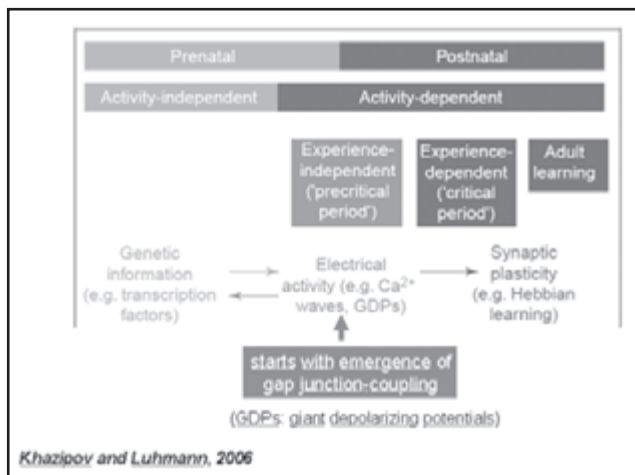 Prenatal Postnatal
Activity-independent Activity-dependent
Experience-
independent
('precritical
period')
Experience-
dependent
('critical
period')
Adult
learning
Genetic
information
(e.g. transcription
factors)
Electrical
activity (e.g. Ca²⁺
waves, GDPs)
Synaptic
plasticity
(e.g. Hebbian
learning)
starts with emergence of
gap junction-coupling
(GDPs: giant depolarizing potentials)
Khazipov and Luhmann, 2006